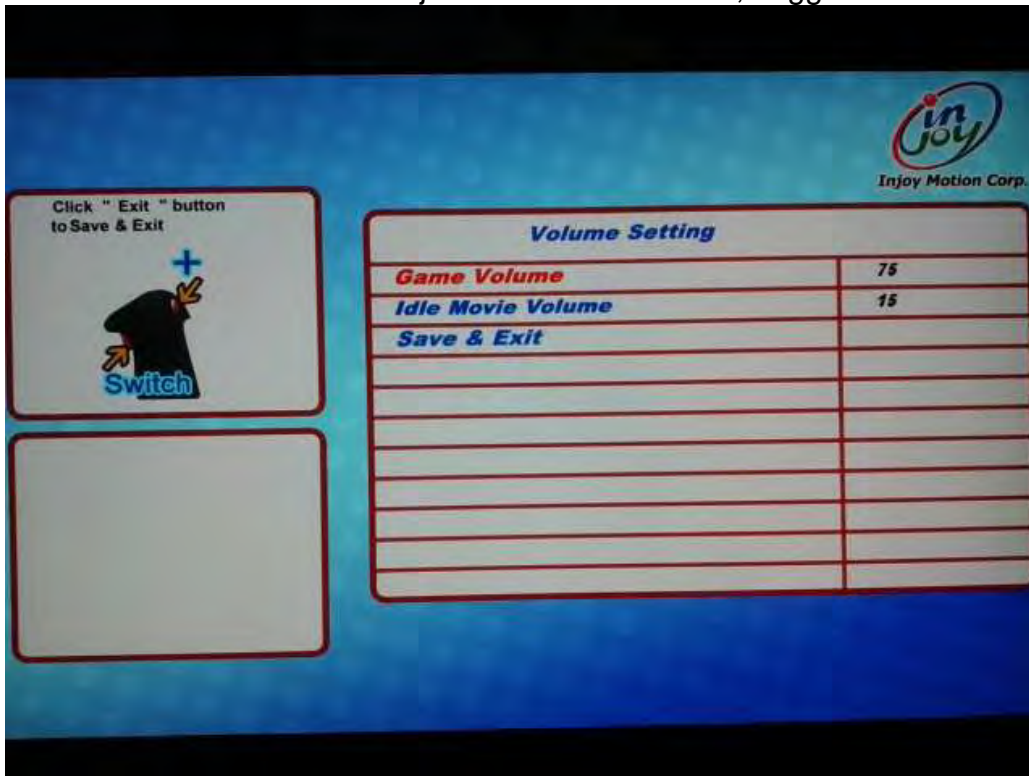 in
joy
Injoy Motion Corp.
Click " Exit " button
to Save & Exit
+
Switch
Volume Setting
Game Volume 75
Idle Movie Volume 15
Save & Exit